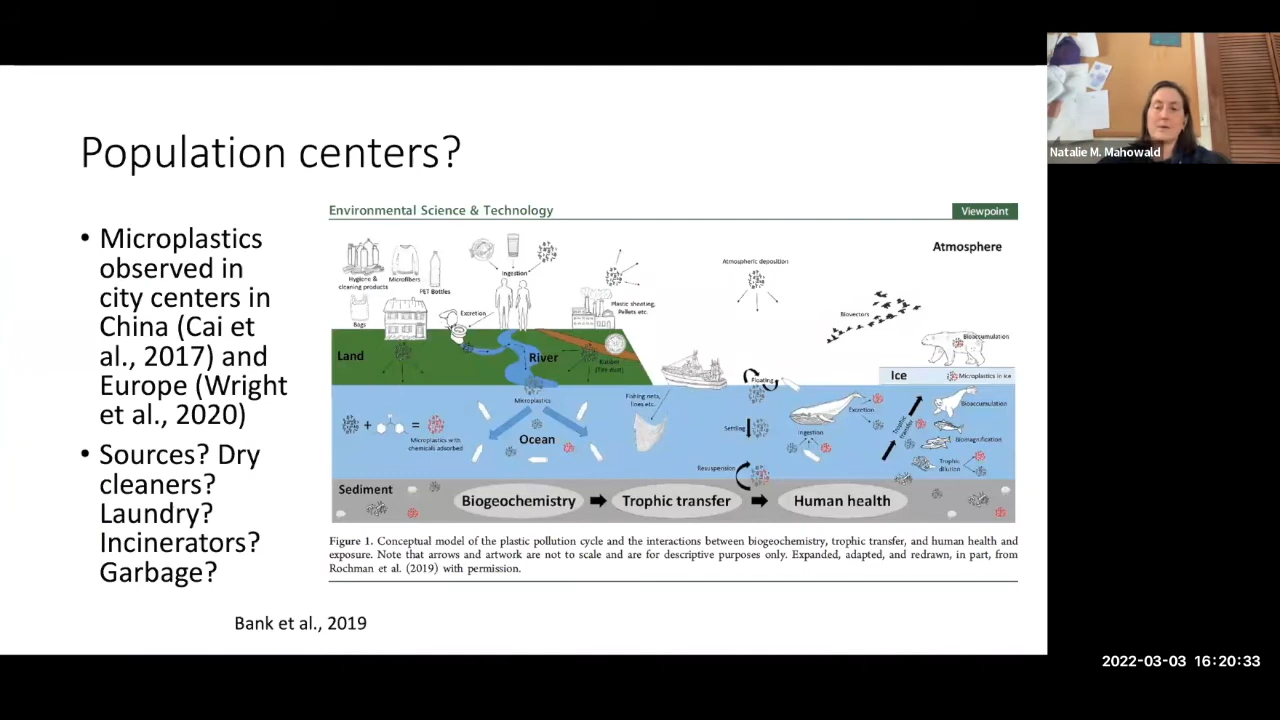 Population centers?
• Microplastics
observed in
city centers in
China (Cai et
al., 2017) and
Europe (Wright
et al., 2020)
• Sources? Dry
cleaners?
Laundry?
Incinerators?
Garbage?
Bank et al., 2019
Environmental Science & Technology
Viewpoint
Atmosphere
Hygiene &
cleaning products
Microfibers
PET Bottles
Bags
Ingestion
Excretion
Plastic sheeting,
Pellets etc.
Atmospheric deposition
Biovectors
Bioaccumulation
Land
River
(Tire dust)
Ice
Microplastics in ice
Microplastics
Fishing nets,
lines etc.
Floating
Settling
Resuspension
Ingestion
Excretion
Trophic
transfer
Bioaccumulation
Biomagnification
Trophic
dilution
+ =
Microplastics with
chemicals adsorbed
Ocean
Sediment
Biogeochemistry
Trophic transfer
Human health
Figure 1. Conceptual model of the plastic pollution cycle and the interactions between biogeochemistry, trophic transfer, and human health and
exposure. Note that arrows and artwork are not to scale and are for descriptive purposes only. Expanded, adapted, and redrawn, in part, from
Rochman et al. (2019) with permission.
Natalie M. Mahowald
2022-03-03 16:20:33